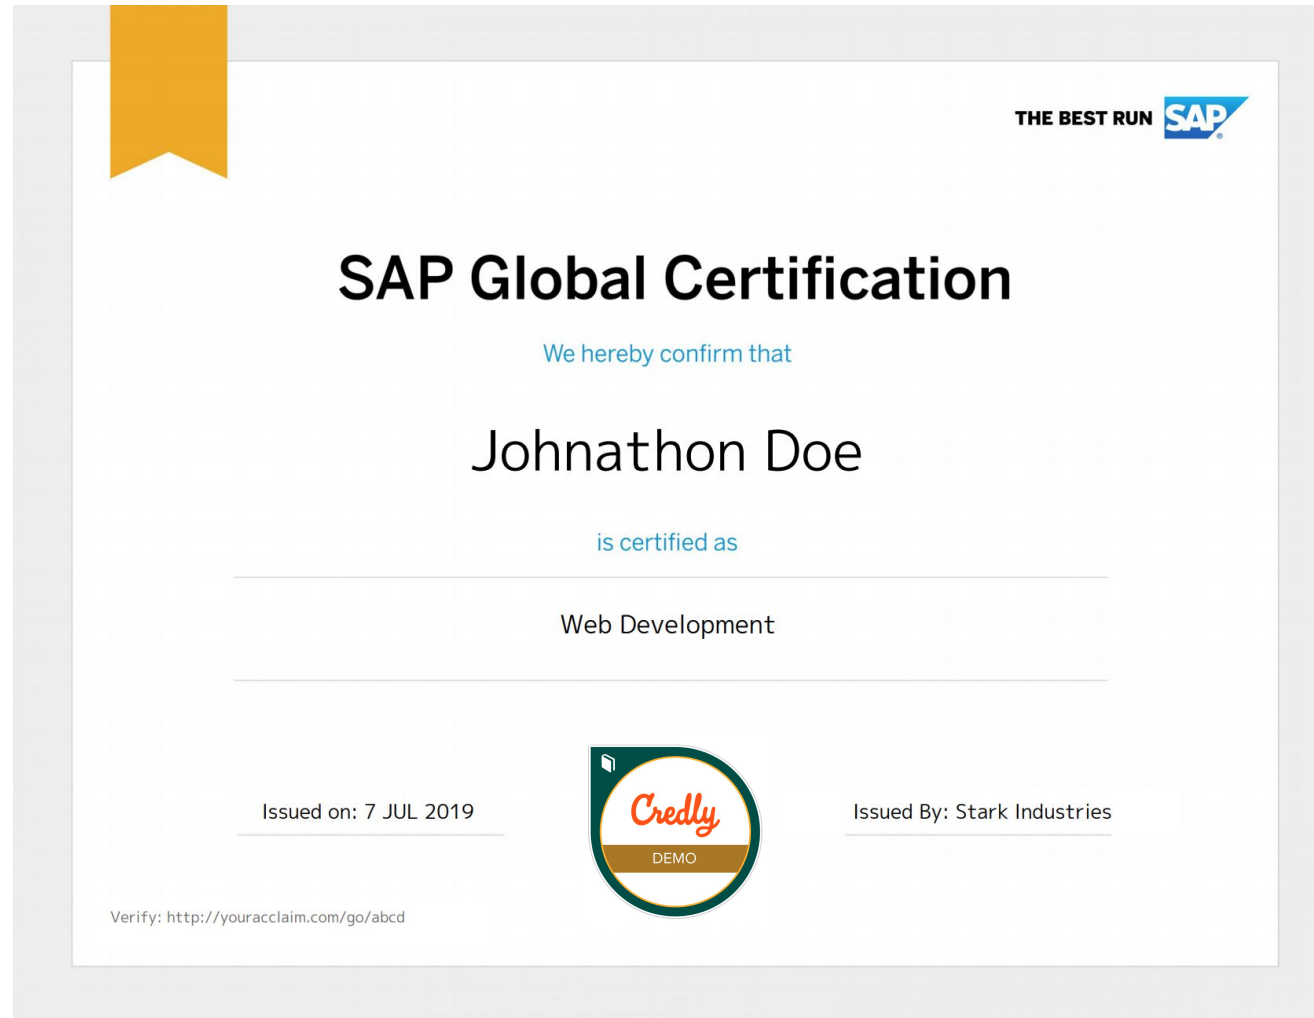 THE BEST RUN SAP
SAP Global Certification
We hereby confirm that
Johnathon Doe
is certified as
Web Development
Credly
DEMO
Issued on: 7 JUL 2019
Issued By: Stark Industries
Verify: http://youracclaim.com/go/abcd